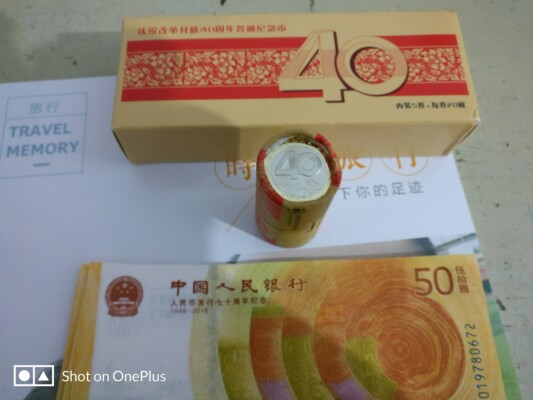 庆祝改革开放40周年普通纪念币
40
内装5卷·每卷20枚
旅行
TRAVEL
MEMORY
時 旅行
下你的足迹
40
中国人民银行
人民币发行七十周年纪念
1948-2018
50
伍拾圆
019780672
Shot on OnePlus